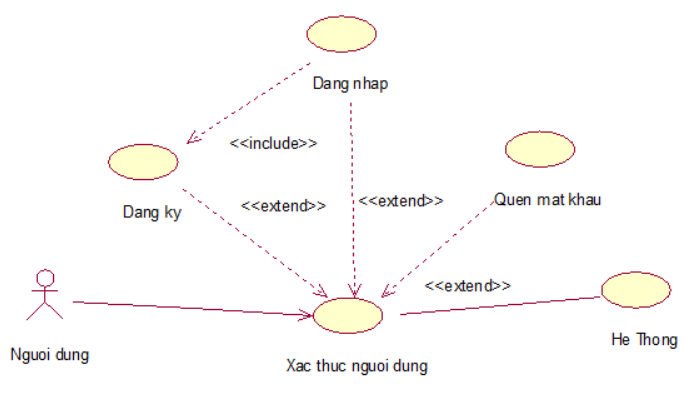 Dang nhap
<<include>>
Dang ky
<<extend>>
<<extend>>
Quen mat khau
<<extend>>
Nguoi dung
Xac thuc nguoi dung
He Thong